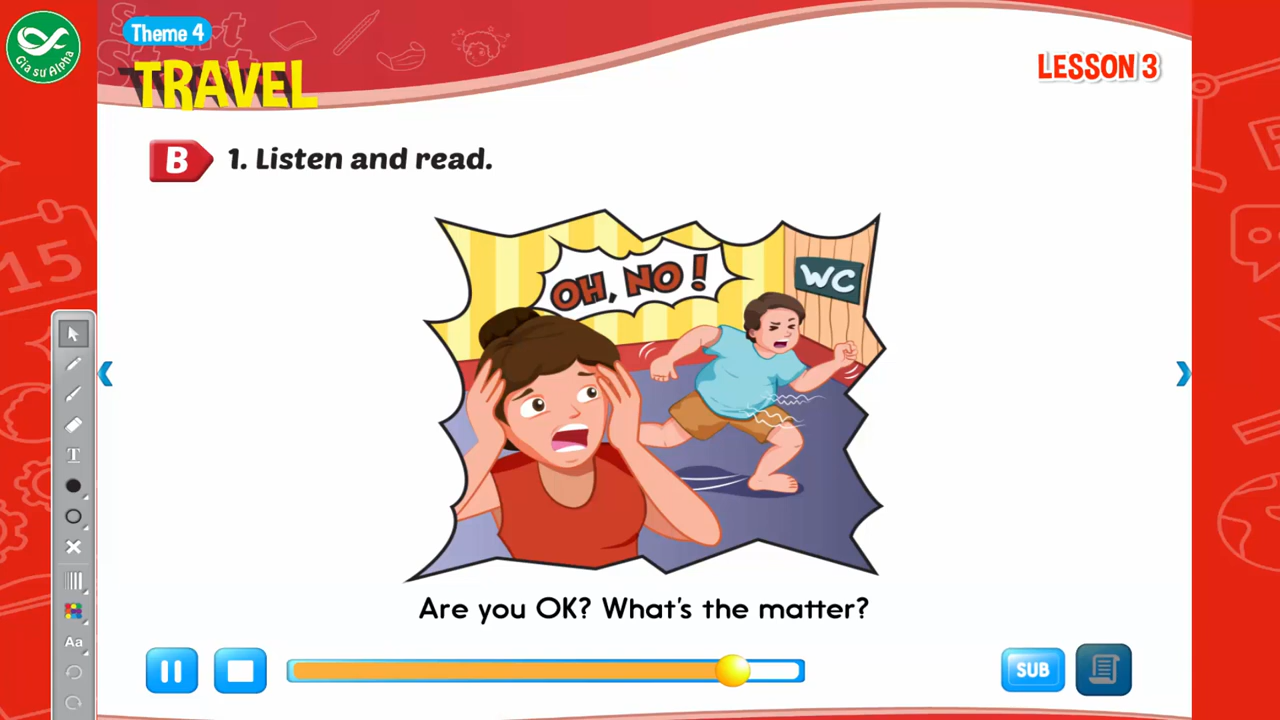 Gia sư Alpha
Theme 4
TRAVEL
LESSON 3
B 1. Listen and read.
OH, NO!
WC
15
Are you OK? What's the matter?
T
Aa
SUB